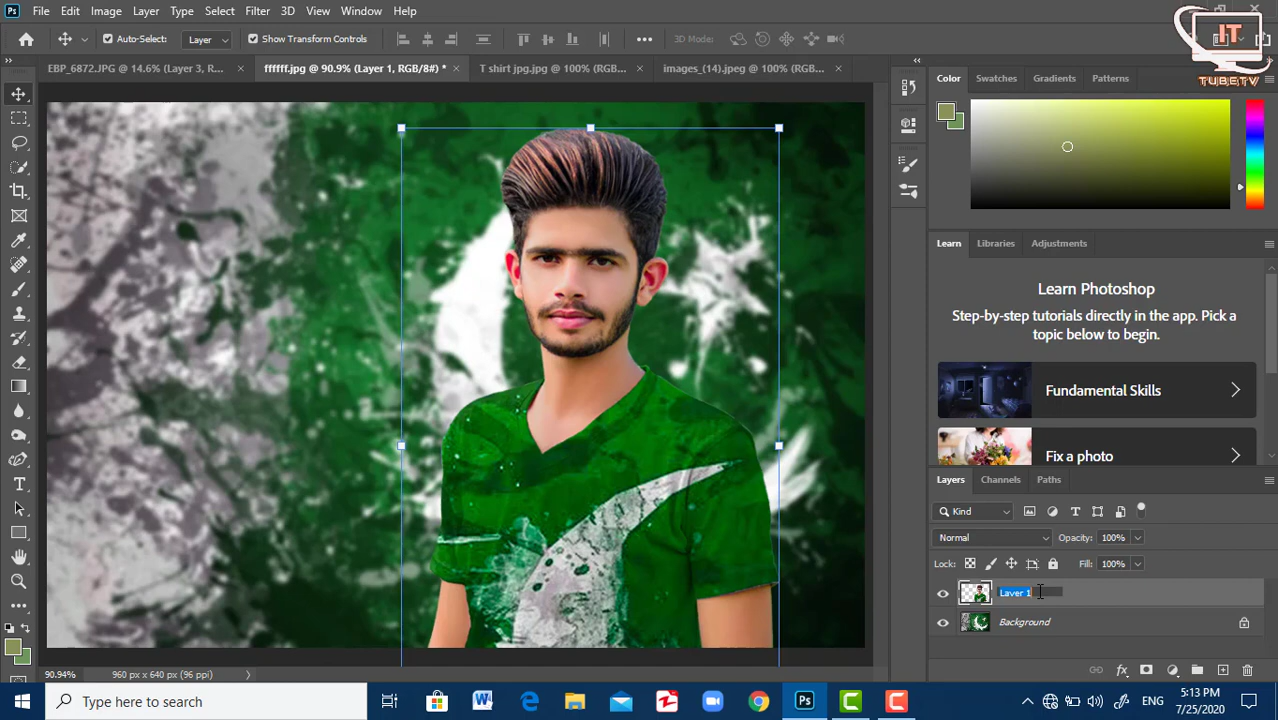 Ps File Edit Image Layer Type Select Filter 3D View Window Help
IT
TUBETV
Auto-Select: Layer Show Transform Controls 3D Mode:
EBP_6872.JPG @ 14.6% (Layer 3, R... × ffffff.jpg @ 90.9% (Layer 1, RGB/8#) * × T shirt jpg.jpg @ 100% (RGB... × images_(14).jpeg @ 100% (RGB... ×
Color Swatches Gradients Patterns
Learn Libraries Adjustments
Learn Photoshop
Step-by-step tutorials directly in the app. Pick a
topic below to begin.
Fundamental Skills
Fix a photo
Layers Channels Paths
Kind
Normal Opacity: 100%
Lock: Fill: 100%
Layer 1
Background
90.94% 960 px x 640 px (96 ppi)
Type here to search
Ps
ENG
5:13 PM
7/25/2020